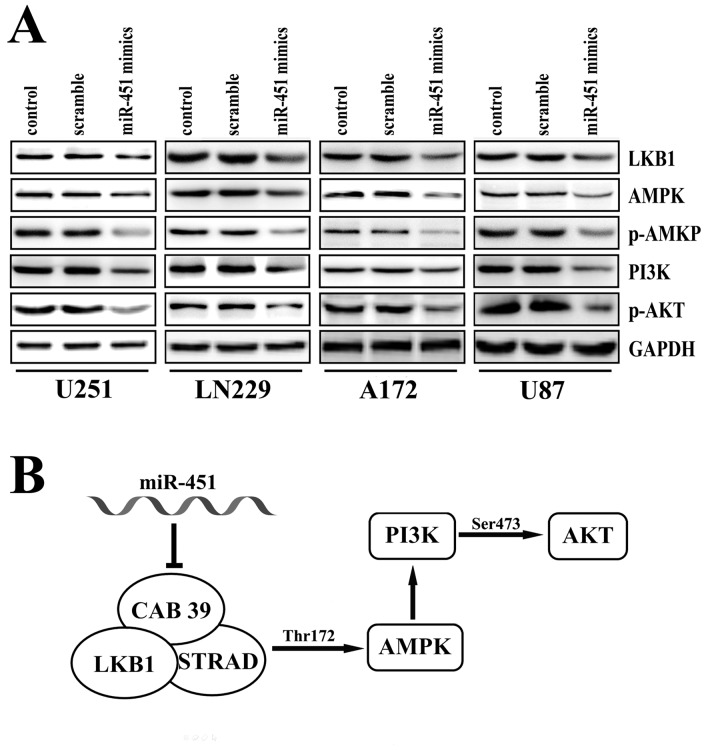 A
control scramble miR-451 mimics control scramble miR-451 mimics control scramble miR-451 mimics control scramble miR-451 mimics
LKB1
AMPK
p-AMKP
PI3K
p-AKT
GAPDH
U251 LN229 A172 U87
B
miR-451
PI3K Ser473 AKT
CAB 39
LKB1 STRAD Thr172 AMPK